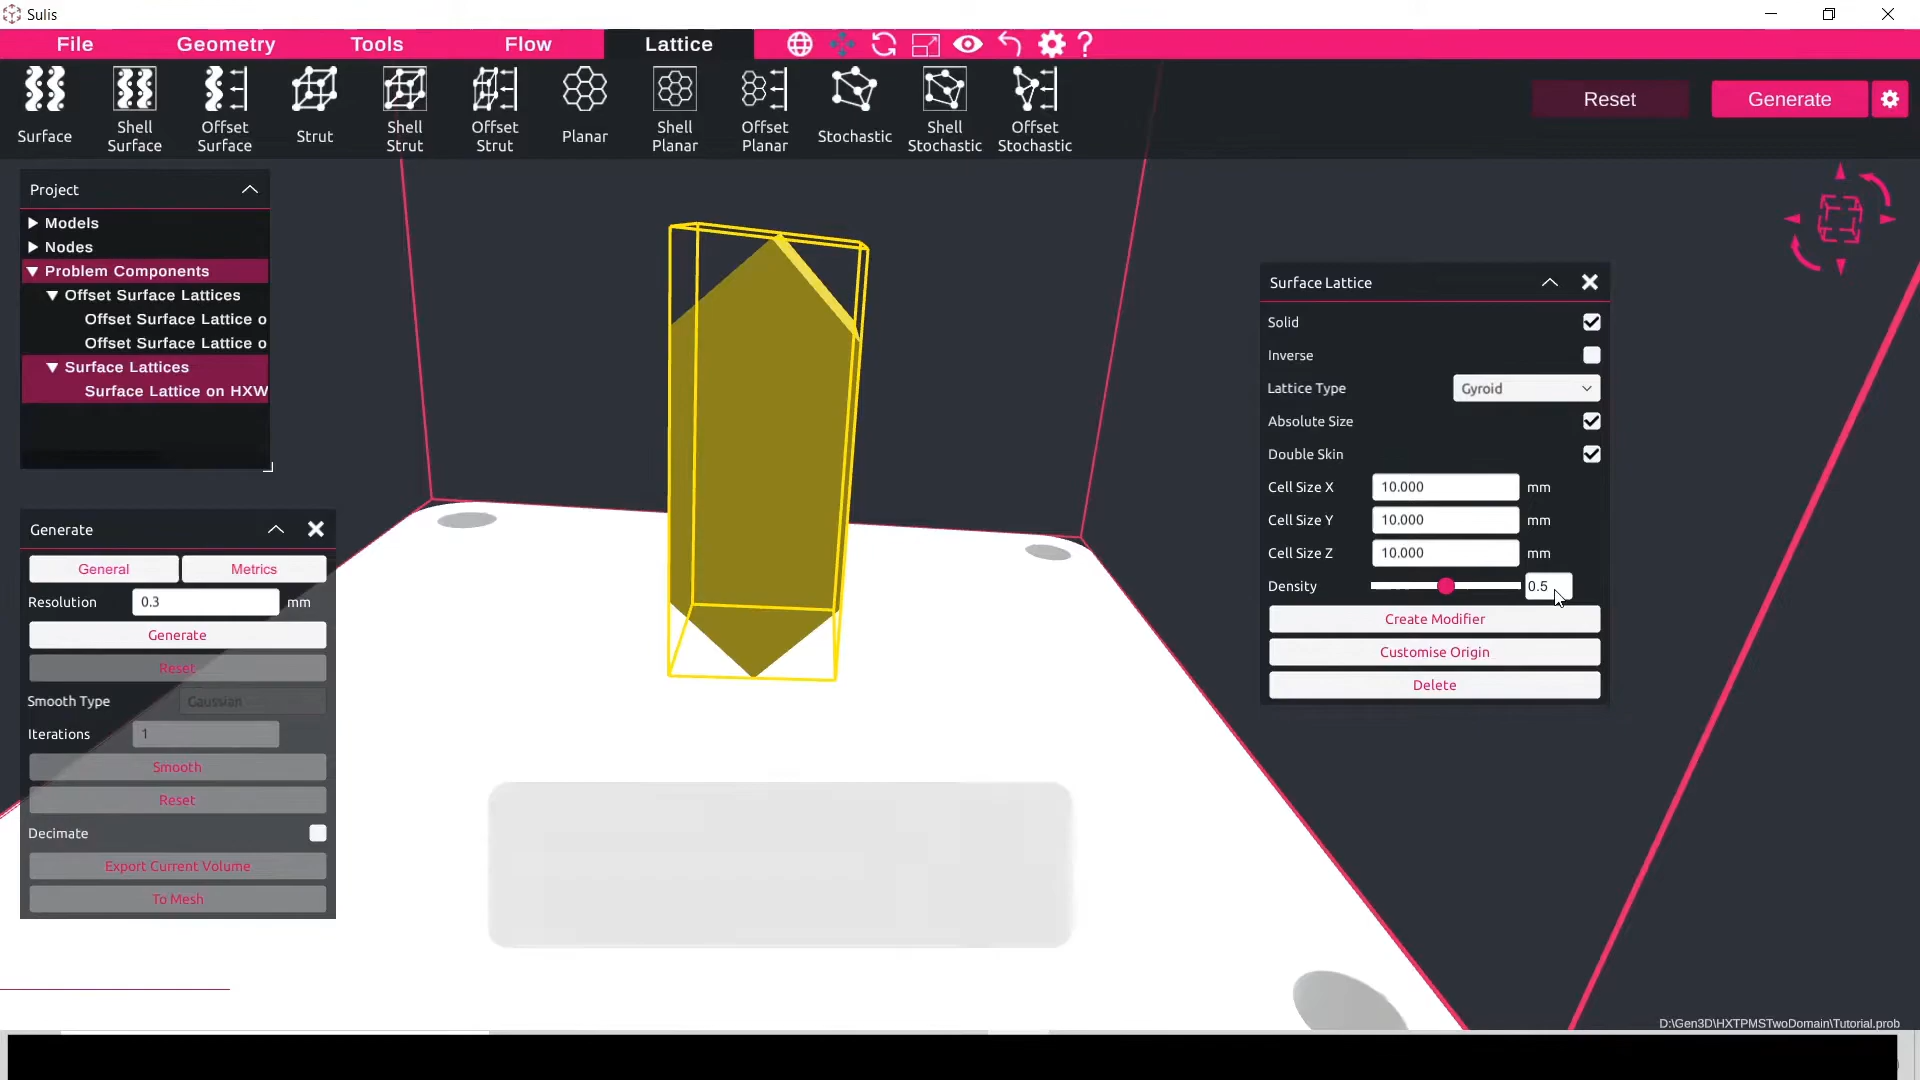 Sulis
File Geometry Tools Flow Lattice
Surface
Shell Surface
Offset Surface
Strut
Shell Strut
Offset Strut
Planar
Shell Planar
Offset Planar
Stochastic
Shell Stochastic
Offset Stochastic
Reset
Generate
Project
Models
Nodes
Problem Components
Offset Surface Lattices
Offset Surface Lattice o
Offset Surface Lattice o
Surface Lattices
Surface Lattice on HXW
Generate
General Metrics
Resolution 0.3 mm
Generate
Reset
Smooth Type Gaussian
Iterations 1
Smooth
Reset
Decimate
Export Current Volume
To Mesh
Surface Lattice
Solid
Inverse
Lattice Type Gyroid
Absolute Size
Double Skin
Cell Size X 10.000 mm
Cell Size Y 10.000 mm
Cell Size Z 10.000 mm
Density 0.5
Create Modifier
Customise Origin
Delete
D:\Gen3D\HXTPMSTwoDomain\Tutorial.prob